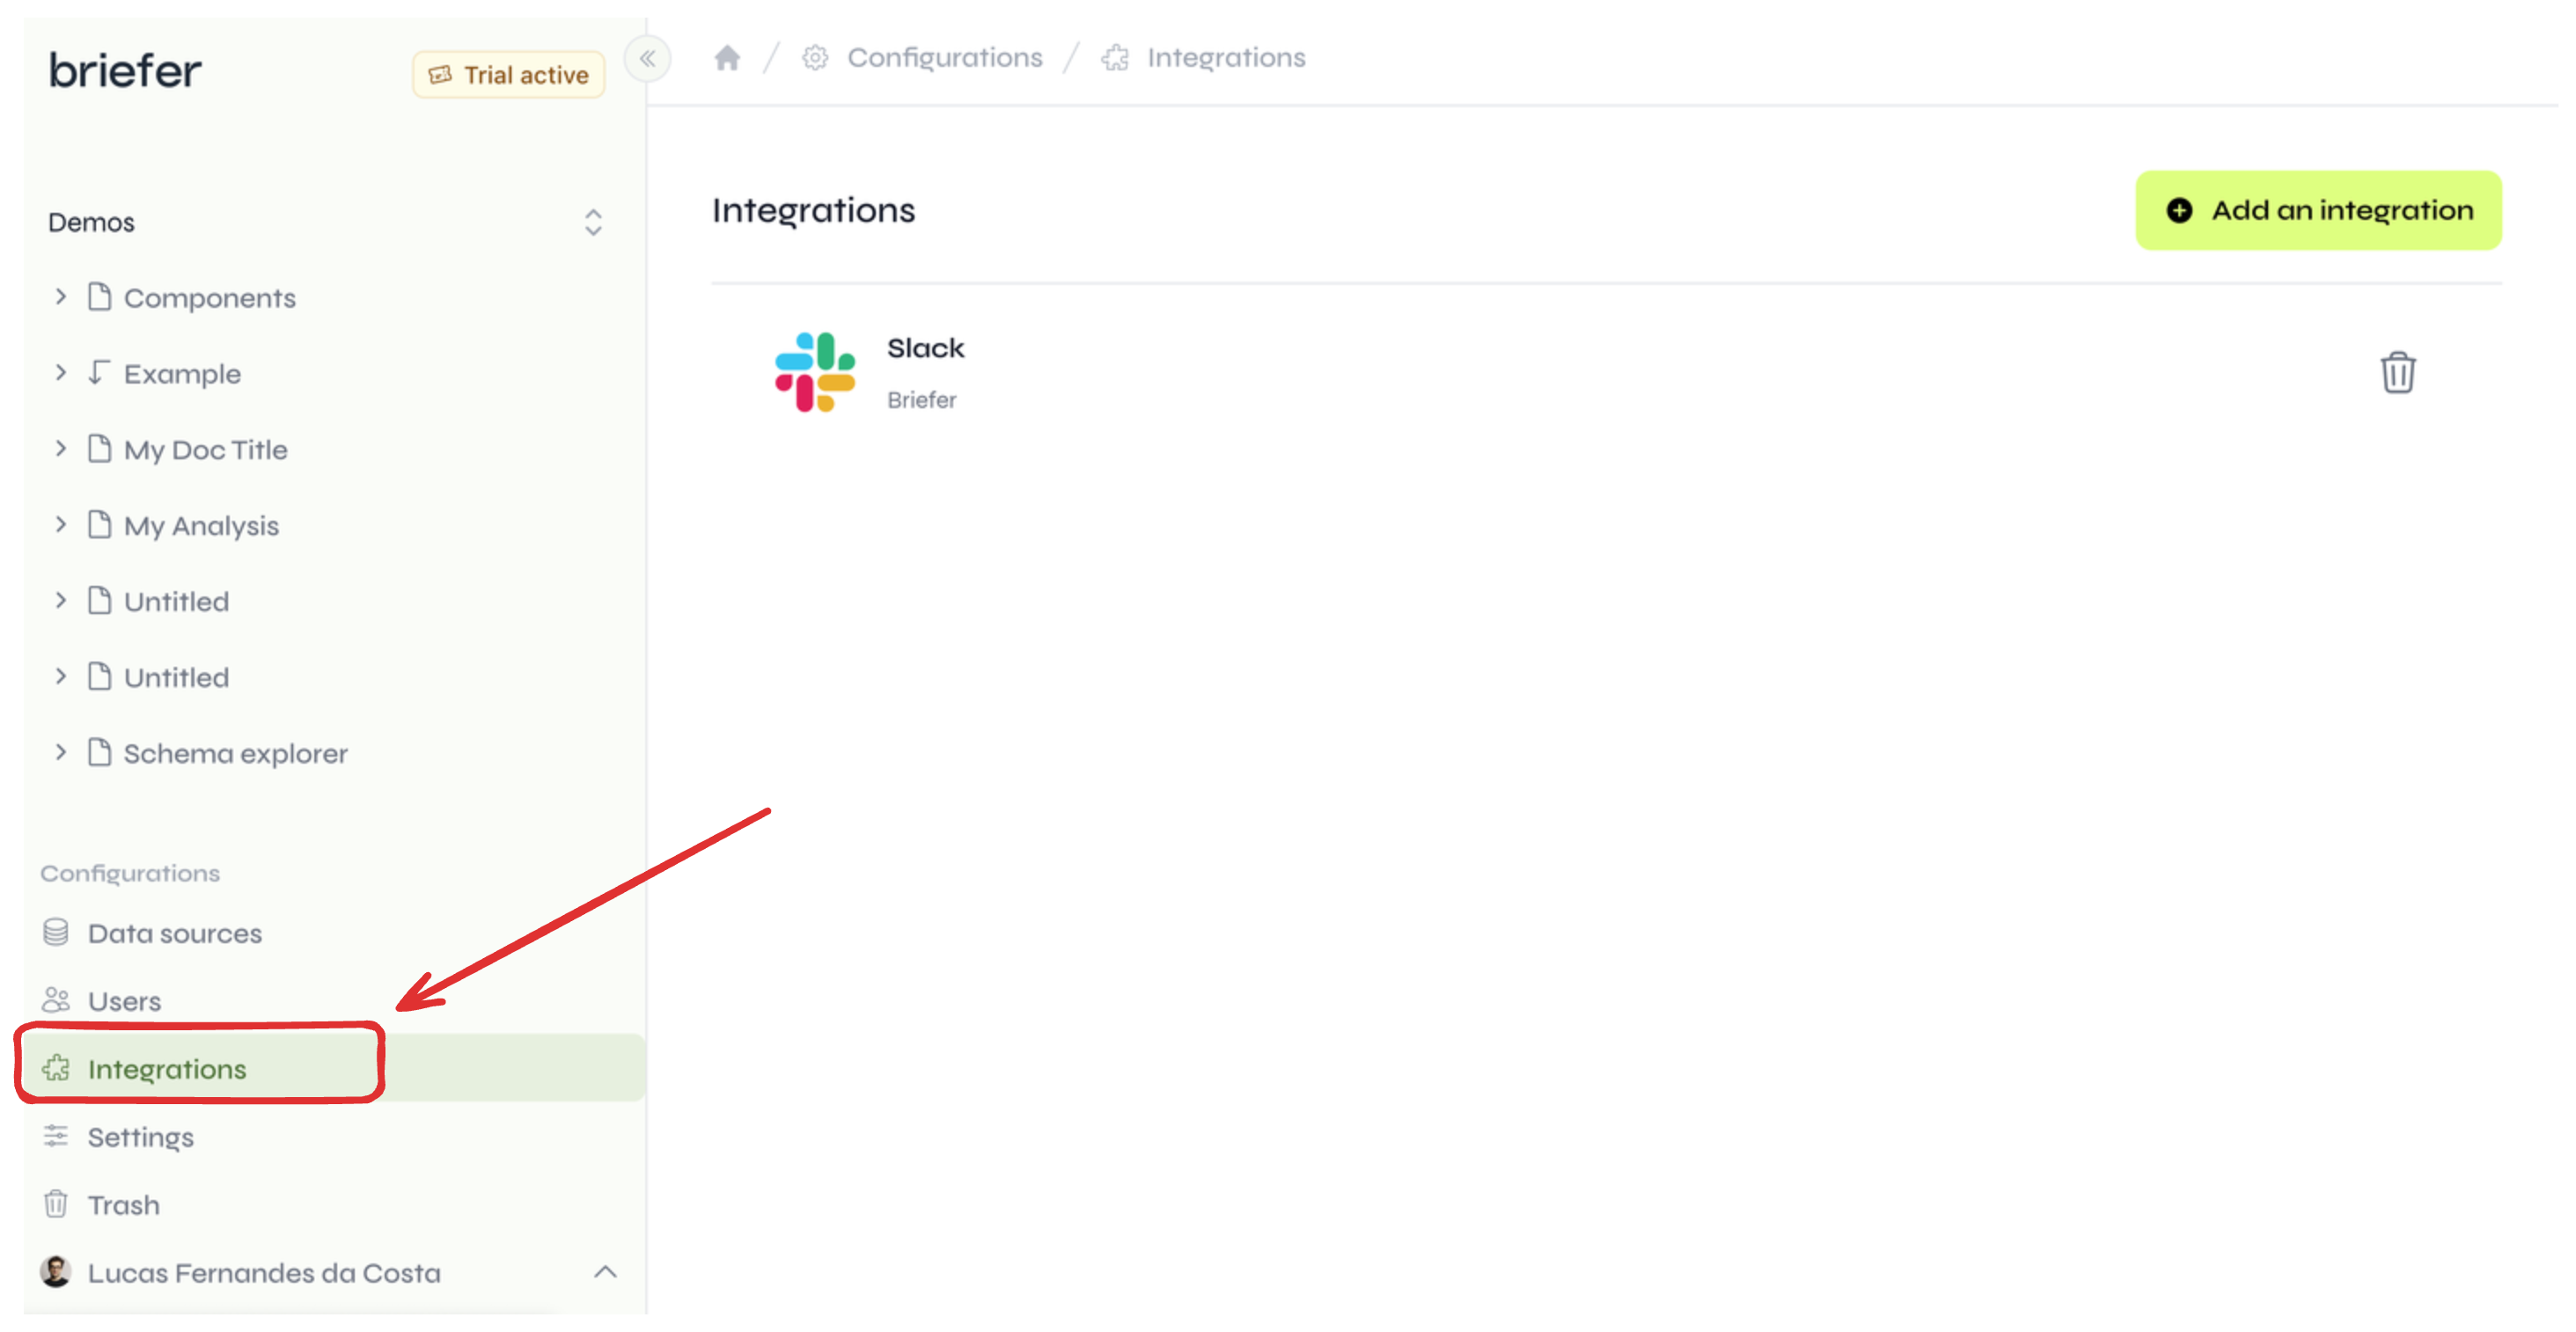 briefer
Trial active
Demos
Components
Example
My Doc Title
My Analysis
Untitled
Untitled
Schema explorer
Configurations
Data sources
Users
Integrations
Settings
Trash
Lucas Fernandes da Costa
/ Configurations / Integrations
Integrations
Add an integration
Slack
Briefer